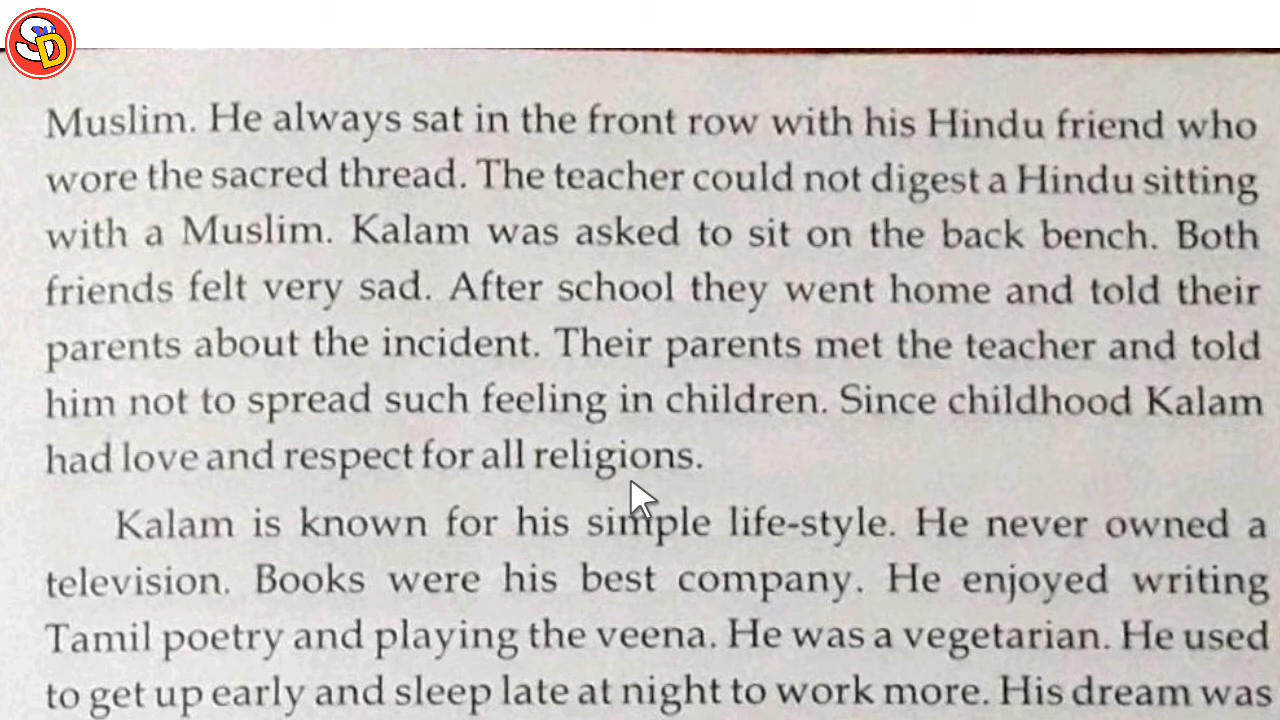 SD
Muslim. He always sat in the front row with his Hindu friend who
wore the sacred thread. The teacher could not digest a Hindu sitting
with a Muslim. Kalam was asked to sit on the back bench. Both
friends felt very sad. After school they went home and told their
parents about the incident. Their parents met the teacher and told
him not to spread such feeling in children. Since childhood Kalam
had love and respect for all religions.
Kalam is known for his simple life-style. He never owned a
television. Books were his best company. He enjoyed writing
Tamil poetry and playing the veena. He was a vegetarian. He used
to get up early and sleep late at night to work more. His dream was